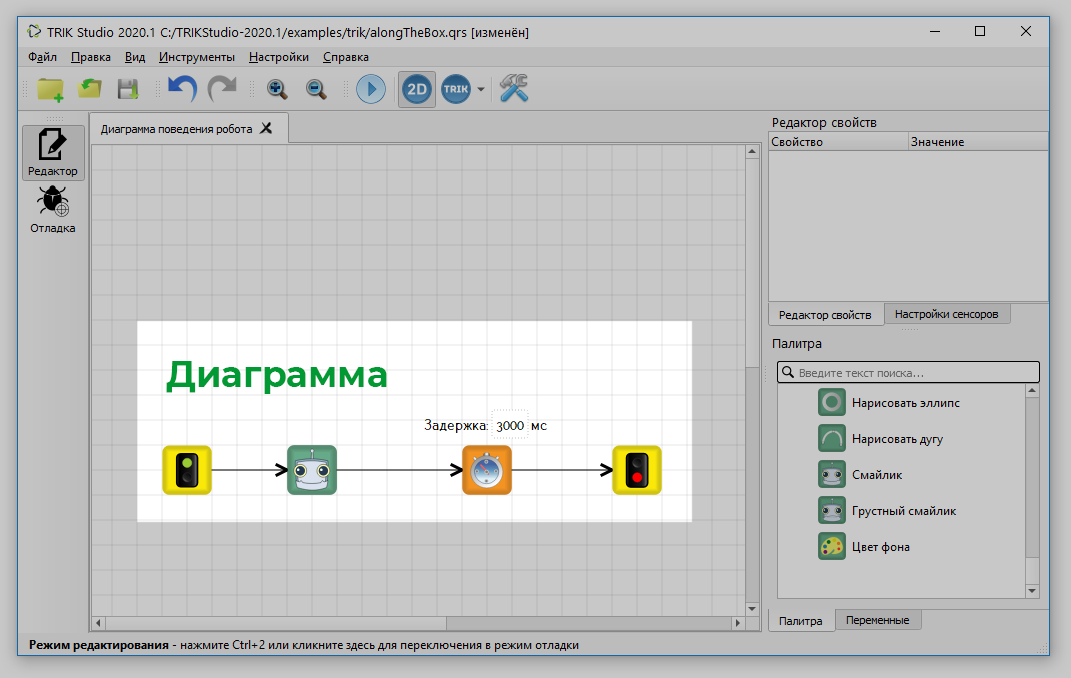 TRIK Studio 2020.1 C:/TRIKStudio-2020.1/examples/trik/alongTheBox.qrs [изменён]
Файл Правка Вид Инструменты Настройки Справка
2D TRIK
Редактор
Отладка
Диаграмма поведения робота
Диаграмма
Задержка: 3000 мс
Редактор свойств
Свойство Значение
Редактор свойств Настройки сенсоров
Палитра
Введите текст поиска...
Нарисовать эллипс
Нарисовать дугу
Смайлик
Грустный смайлик
Цвет фона
Палитра Переменные
Режим редактирования - нажмите Ctrl+2 или кликните здесь для переключения в режим отладки